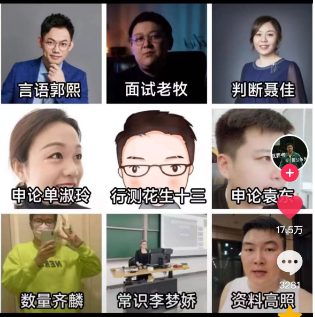 言语郭熙
面试老牧
判断聂佳
申论单淑玲
行测花生十三
申论袁东
数量齐麟
常识李梦娇
资料高照
17.5万
3281